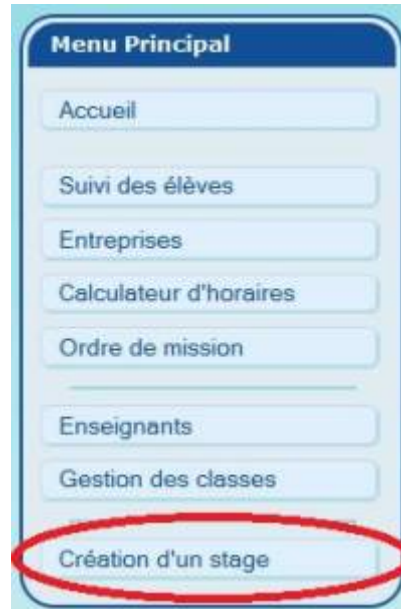 Menu Principal
Accueil
Suivi des élèves
Entreprises
Calculateur d'horaires
Ordre de mission
Enseignants
Gestion des classes
Création d'un stage